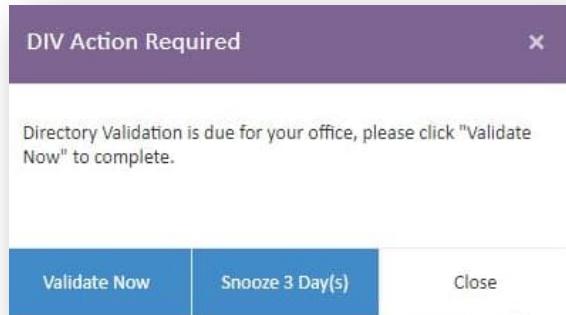 DIV Action Required ×
Directory Validation is due for your office, please click "Validate
Now" to complete.
Validate Now Snooze 3 Day(s) Close